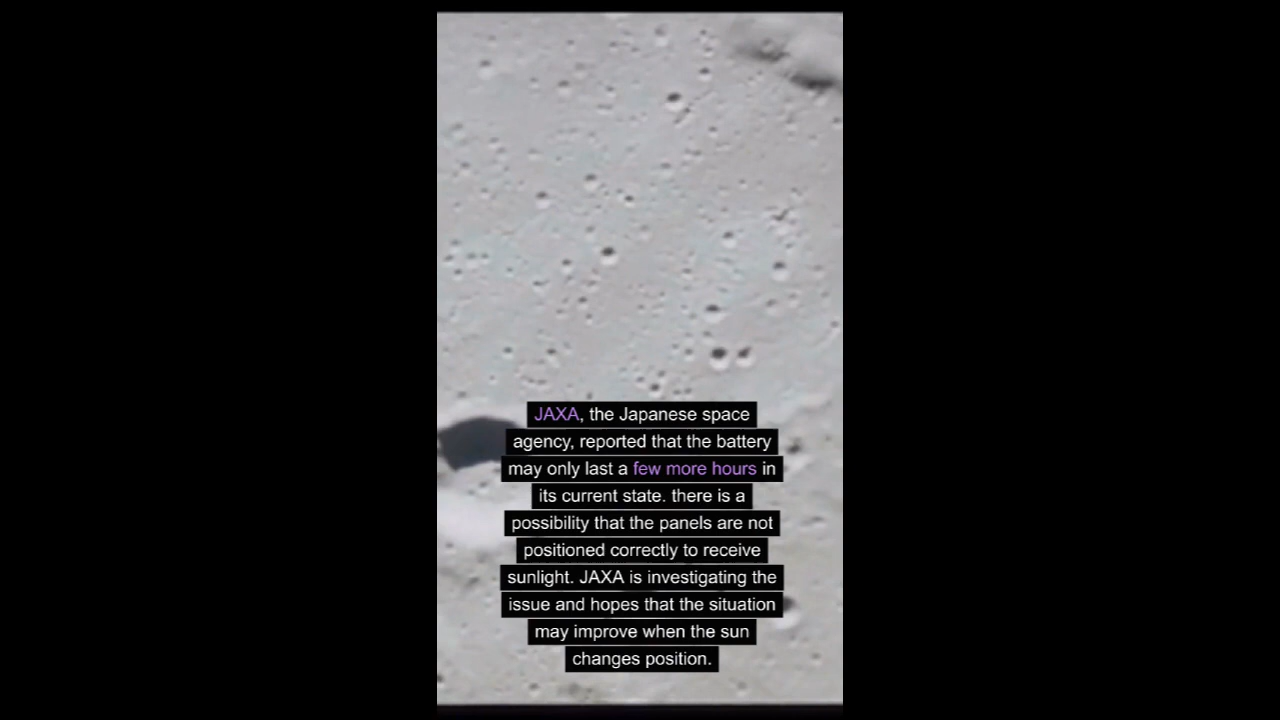 JAXA, the Japanese space
agency, reported that the battery
may only last a few more hours in
its current state. there is a
possibility that the panels are not
positioned correctly to receive
sunlight. JAXA is investigating the
issue and hopes that the situation
may improve when the sun
changes position.